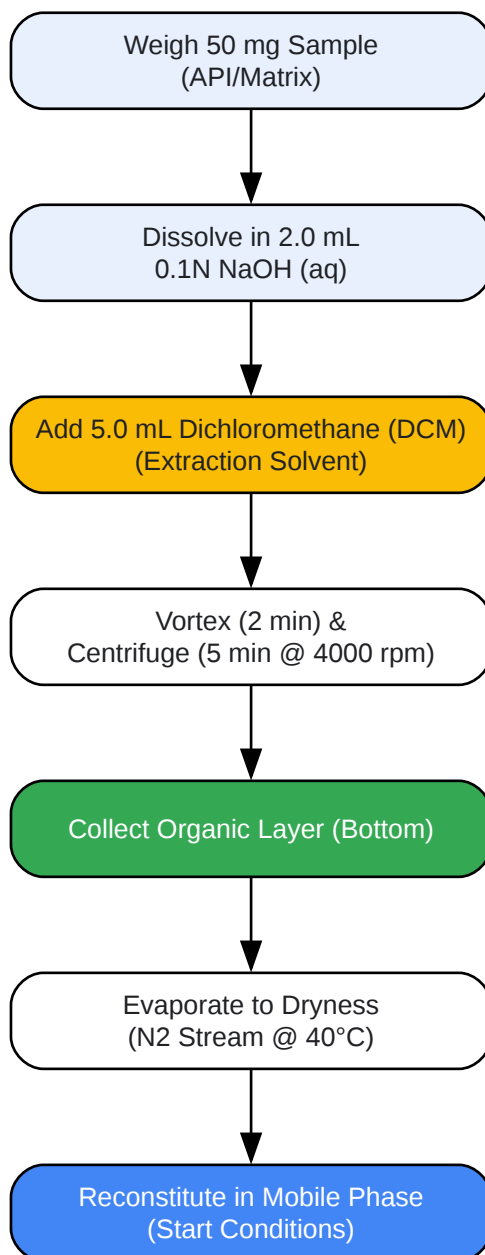 Weigh 50 mg Sample
(API/Matrix)
Dissolve in 2.0 mL
0.1N NaOH (aq)
Add 5.0 mL Dichloromethane (DCM)
(Extraction Solvent)
Vortex (2 min) &
Centrifuge (5 min @ 4000 rpm)
Collect Organic Layer (Bottom)
Evaporate to Dryness
(N2 Stream @ 40°C)
Reconstitute in Mobile Phase
(Start Conditions)